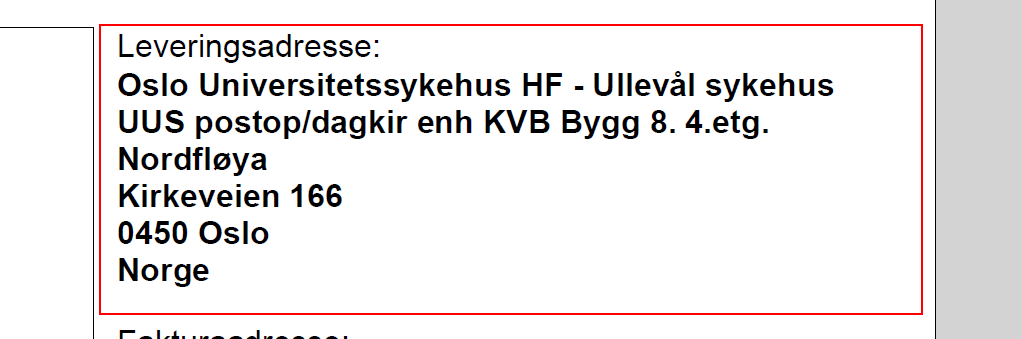 Leveringsadresse:
Oslo Universitetssykehus HF - Ullevål sykehus
UUS postop/dagkir enh KVB Bygg 8. 4.etg.
Nordfløya
Kirkeveien 166
0450 Oslo
Norge
Fakturaadresse: